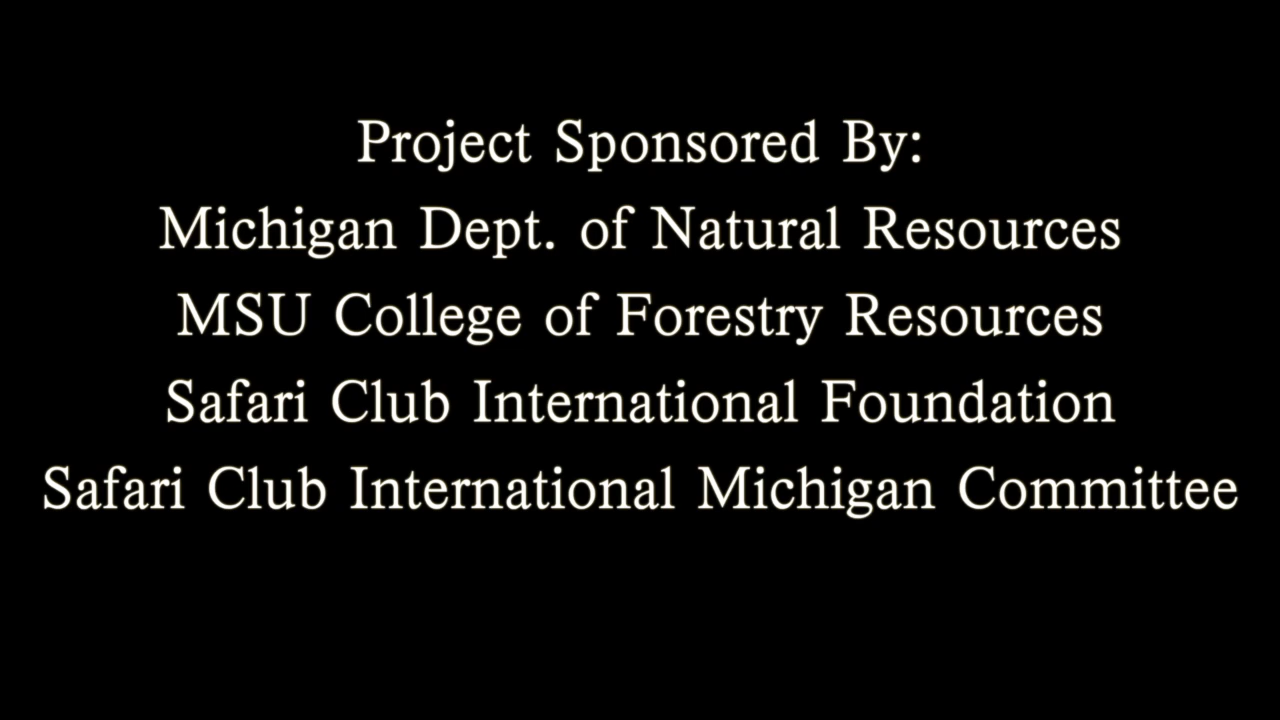 Project Sponsored By:
Michigan Dept. of Natural Resources
MSU College of Forestry Resources
Safari Club International Foundation
Safari Club International Michigan Committee